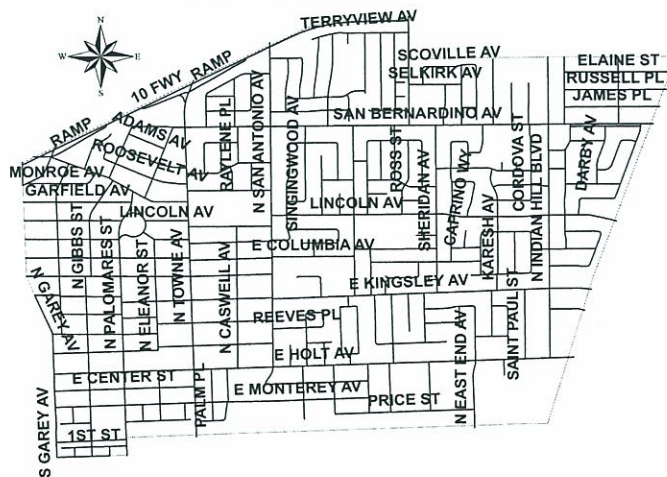 TERRYVIEW AV
N
W E
S
10 FWY RAMP
SCOVILLE AV
SELKIRK AV
ELAINE ST
RUSSELL PL
JAMES PL
SAN BERNARDINO AV
RAMP
ADAMS AV
ROOSEVELT AV
MONROE AV
GARFIELD AV
RAYLENE PL
N SAN ANTONIO AV
SINGINGWOOD AV
ROSS ST
SHERIDAN AV
CAPRINO WY
KARESH AV
CORDOVA ST
N INDIAN HILL BLVD
DARBY AV
LINCOLN AV
LINCOLN AV
N GIBBS ST
N PALOMARES ST
N ELEANOR ST
N TOWNE AV
N CASWELL AV
E COLUMBIA AV
E KINGSLEY AV
N GAREY AV
REEVES PL
E HOLT AV
N EAST END AV
SAINT PAUL ST
E CENTER ST
PALM PL
E MONTEREY AV
PRICE ST
1ST ST
S GAREY AV